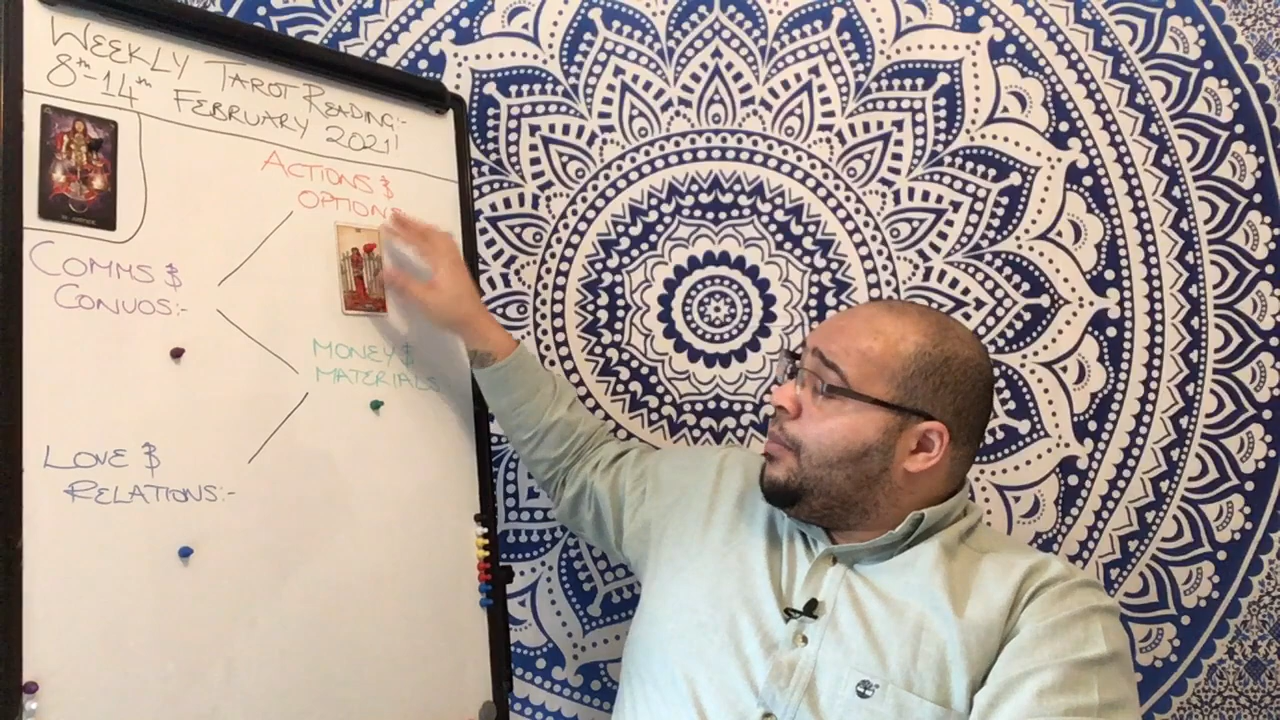 WEEKLY TAROT READING:-
8th-14th FEBRUARY 2021!
ACTIONS &
OPTIONS
COMMS &
CONVOS:-
MONEY &
MATERIALS
LOVE &
RELATIONS:-